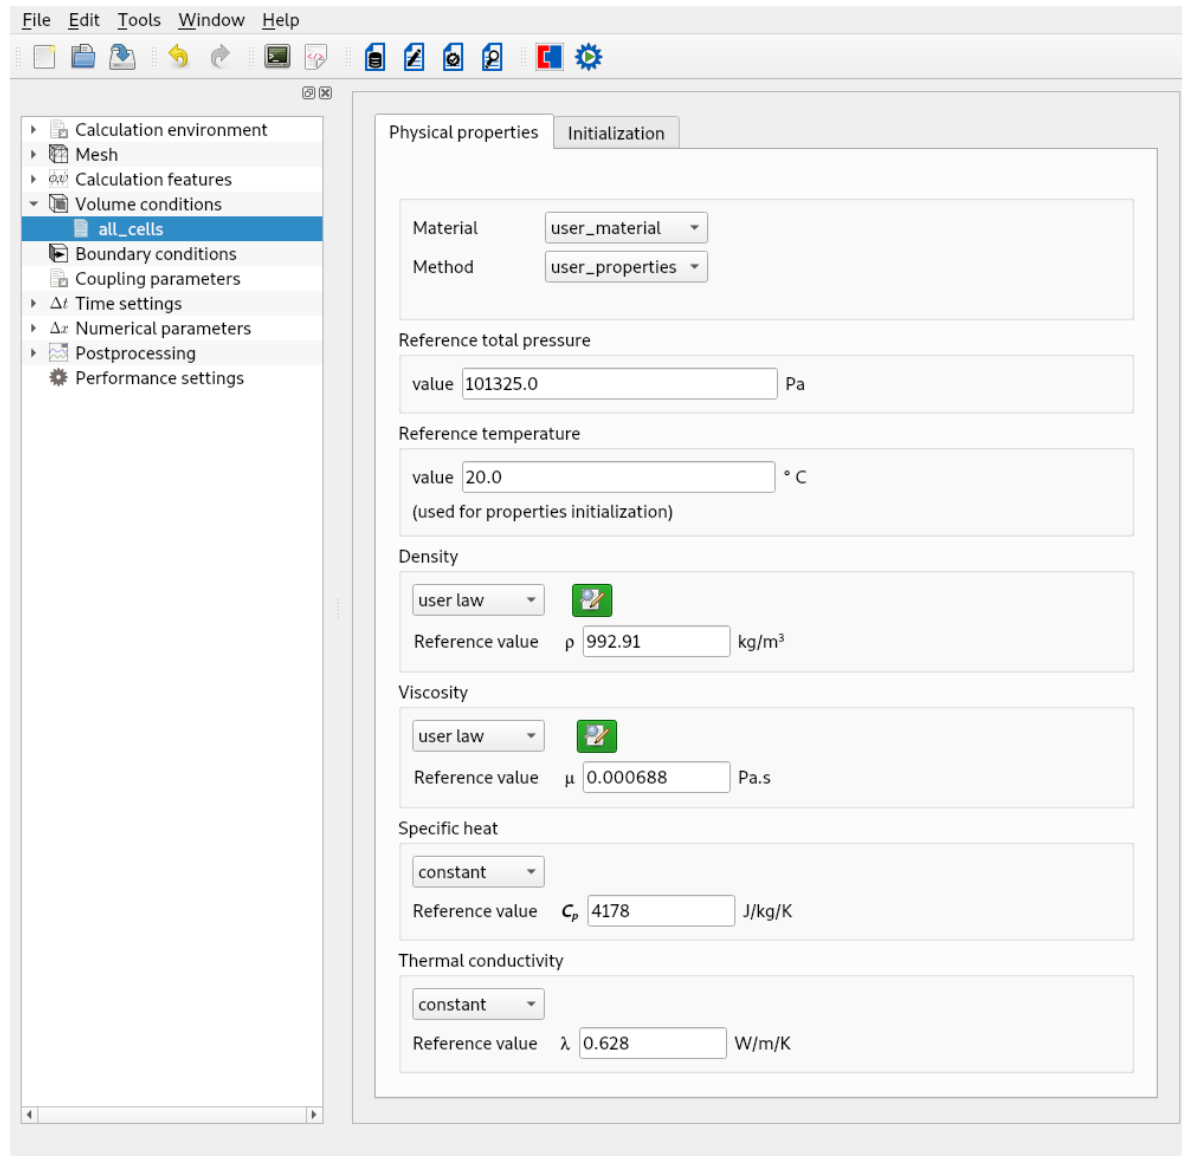 File Edit Tools Window Help
Calculation environment
Mesh
Calculation features
Volume conditions
all_cells
Boundary conditions
Coupling parameters
Δt Time settings
Δx Numerical parameters
Postprocessing
Performance settings
Physical properties Initialization
Material user_material
Method user_properties
Reference total pressure
value 101325.0 Pa
Reference temperature
value 20.0 ° C
(used for properties initialization)
Density
user law
Reference value ρ 992.91 kg/m³
Viscosity
user law
Reference value μ 0.000688 Pa.s
Specific heat
constant
Reference value Cₚ 4178 J/kg/K
Thermal conductivity
constant
Reference value λ 0.628 W/m/K